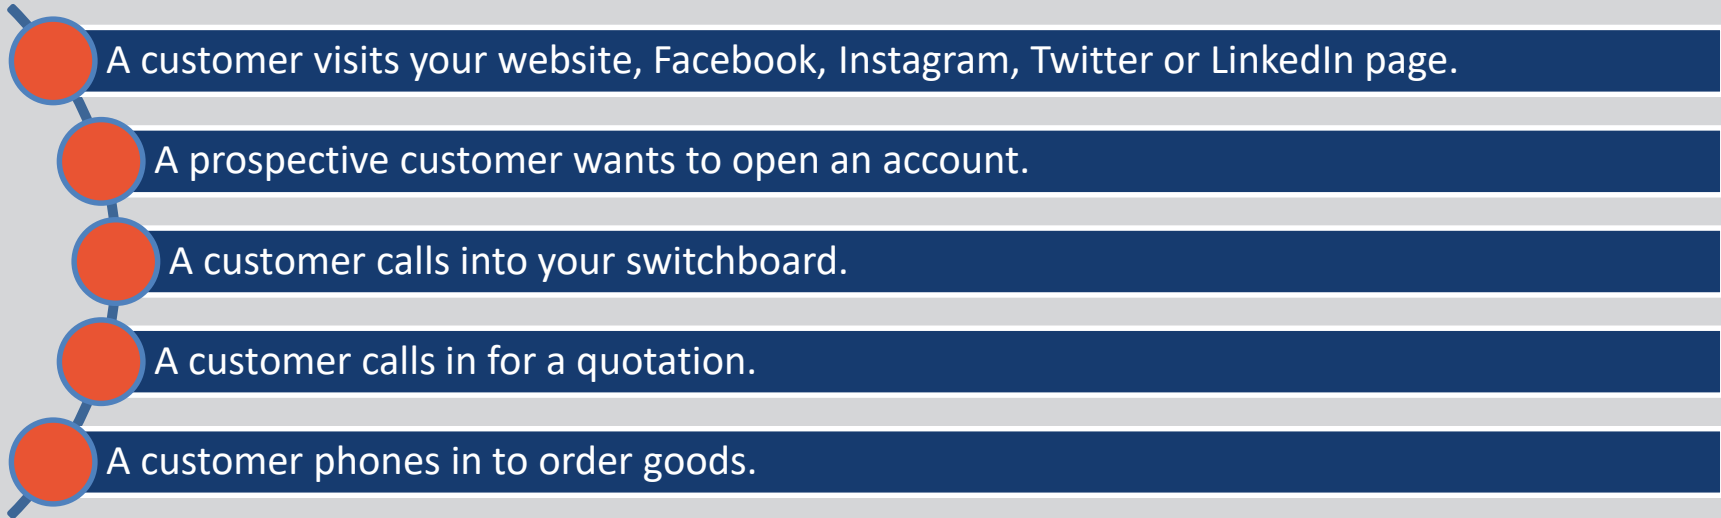 A customer visits your website, Facebook, Instagram, Twitter or LinkedIn page.
A prospective customer wants to open an account.
A customer calls into your switchboard.
A customer calls in for a quotation.
A customer phones in to order goods.